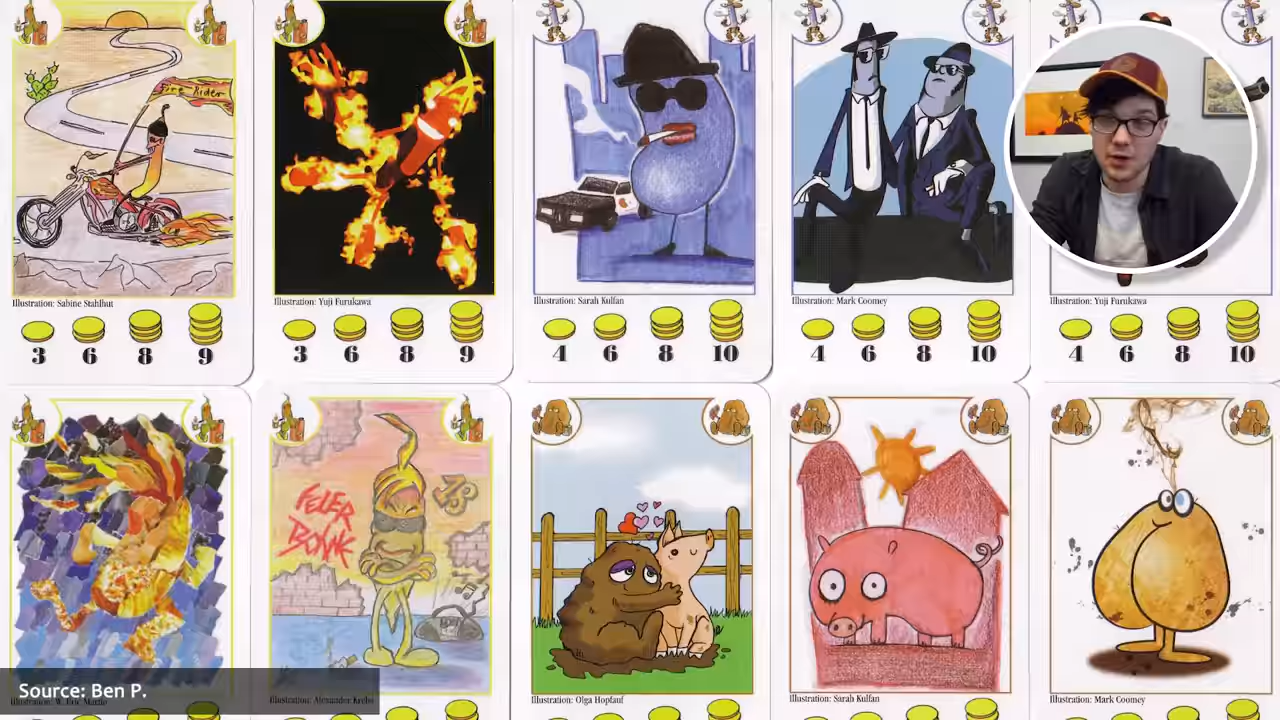 Fire Rider
Illustration: Sabine Stahlhut
Illustration: Yuji Furukawa
Illustration: Sarah Kulfan
Illustration: Mark Coomey
Illustration: Yuji Furukawa
3 6 8 9
3 6 8 9
4 6 8 10
4 6 8 10
4 6 8 10
Illustration: Alexander Krebs
Illustration: Olga Hopfauf
Illustration: Sarah Kulfan
Illustration: Mark Coomey
Source: Ben P.